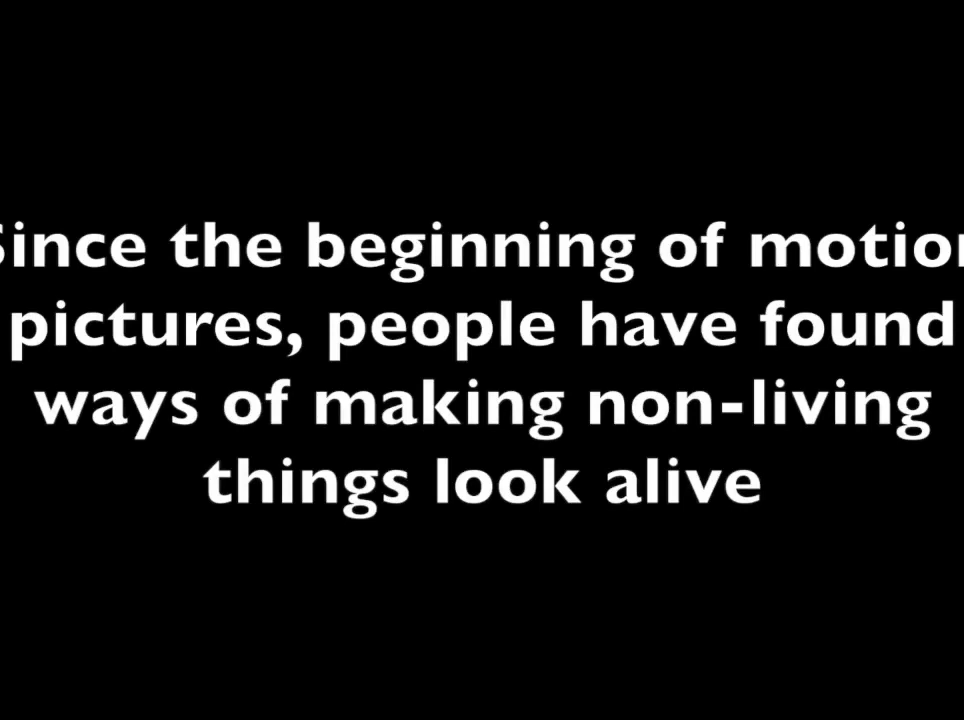 Since the beginning of motion
pictures, people have found
ways of making non-living
things look alive